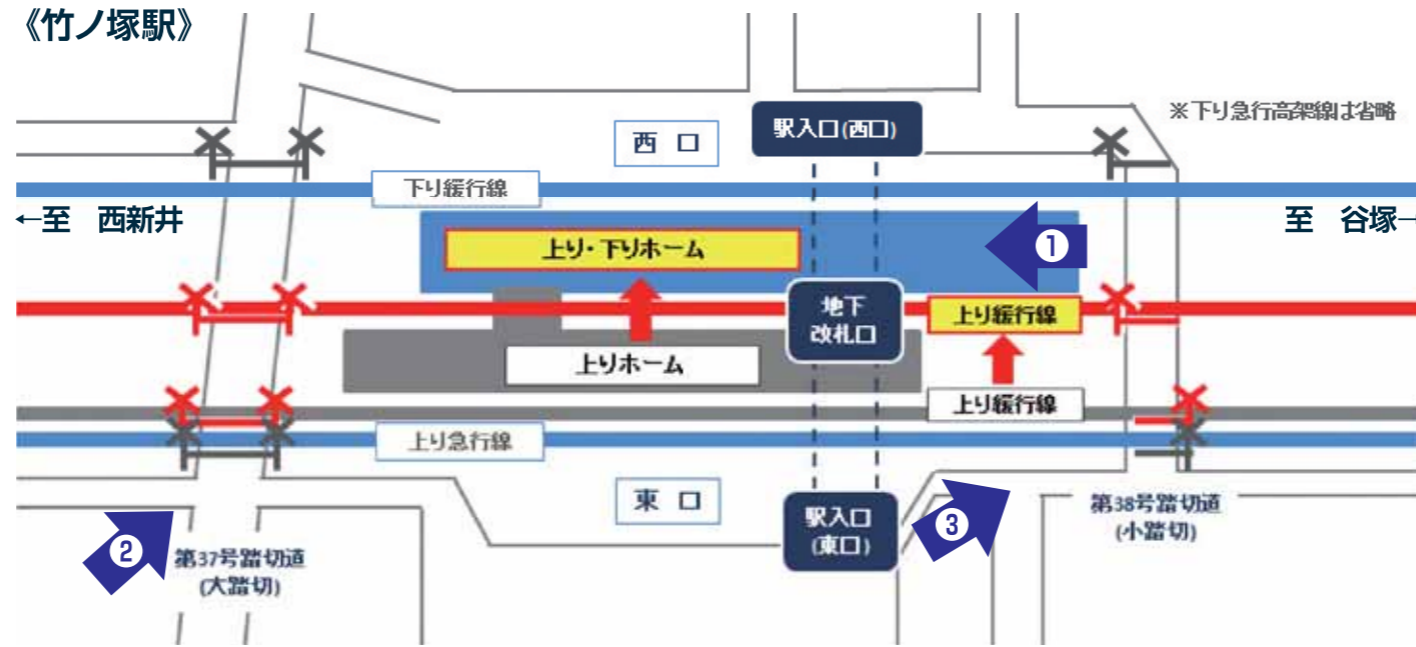 《竹ノ塚駅》
※下り急行高架線は省略
駅入口(西口)
西 口
下り緩行線
←至 西新井
至 谷塚→
❶
上り・下りホーム
地下
改札口
上り緩行線
上りホーム
上り緩行線
上り急行線
東 口
駅入口
(東口)
❷
第37号踏切道
(大踏切)
❸
第38号踏切道
(小踏切)